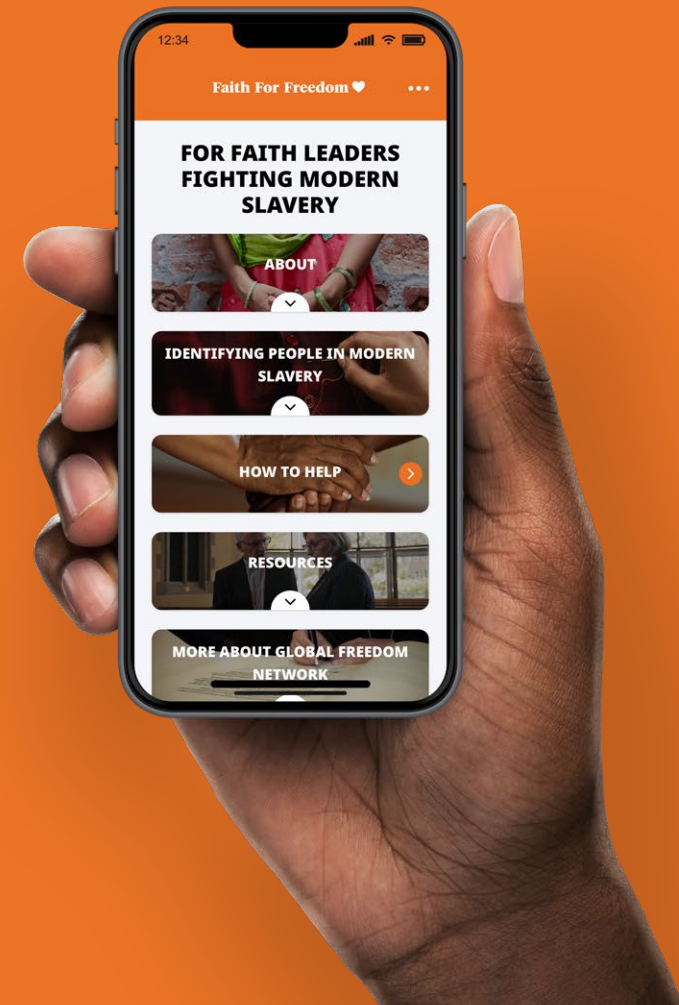 12:34
Faith For Freedom
FOR FAITH LEADERS
FIGHTING MODERN
SLAVERY
ABOUT
IDENTIFYING PEOPLE IN MODERN
SLAVERY
HOW TO HELP
RESOURCES
MORE ABOUT GLOBAL FREEDOM
NETWORK